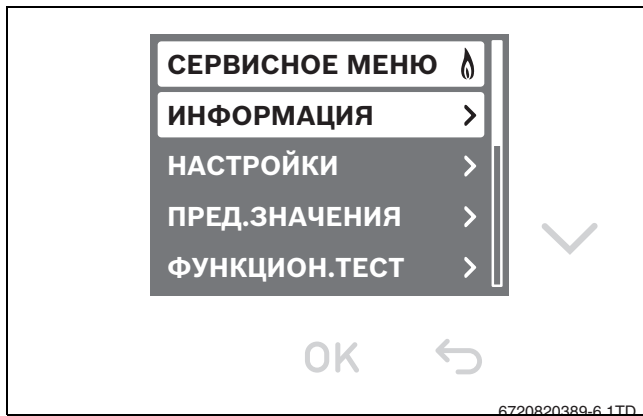 СЕРВИСНОЕ МЕНЮ
ИНФОРМАЦИЯ >
НАСТРОЙКИ >
ПРЕД.ЗНАЧЕНИЯ >
ФУНКЦИОН.ТЕСТ >
OK
6720820389-6.1TD